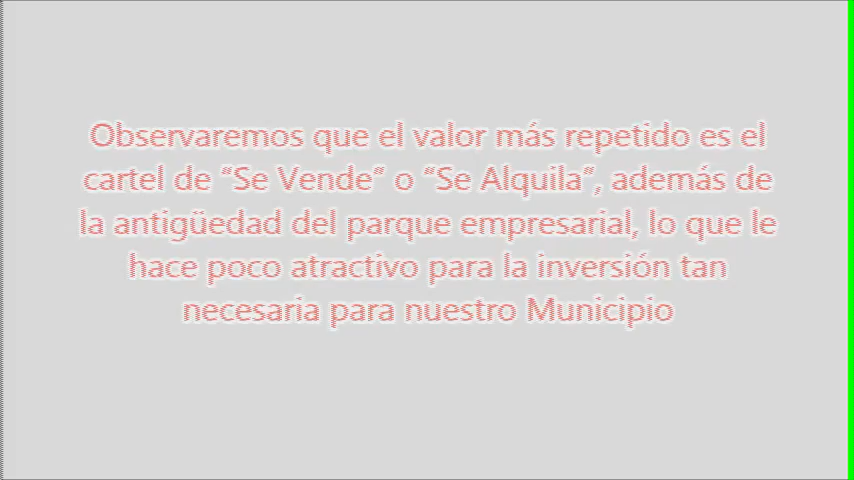 Observaremos que el valor más repetido es el
cartel de “Se Vende” o “Se Alquila”, además de
la antigüedad del parque empresarial, lo que le
hace poco atractivo para la inversión tan
necesaria para nuestro Municipio